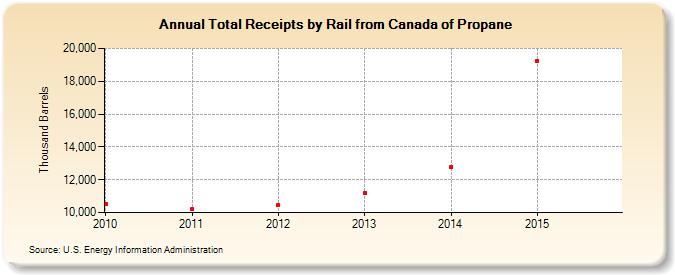 Annual Total Receipts by Rail from Canada of Propane
Thousand Barrels
20,000
18,000
16,000
14,000
12,000
10,000
2010 2011 2012 2013 2014 2015
Source: U.S. Energy Information Administration